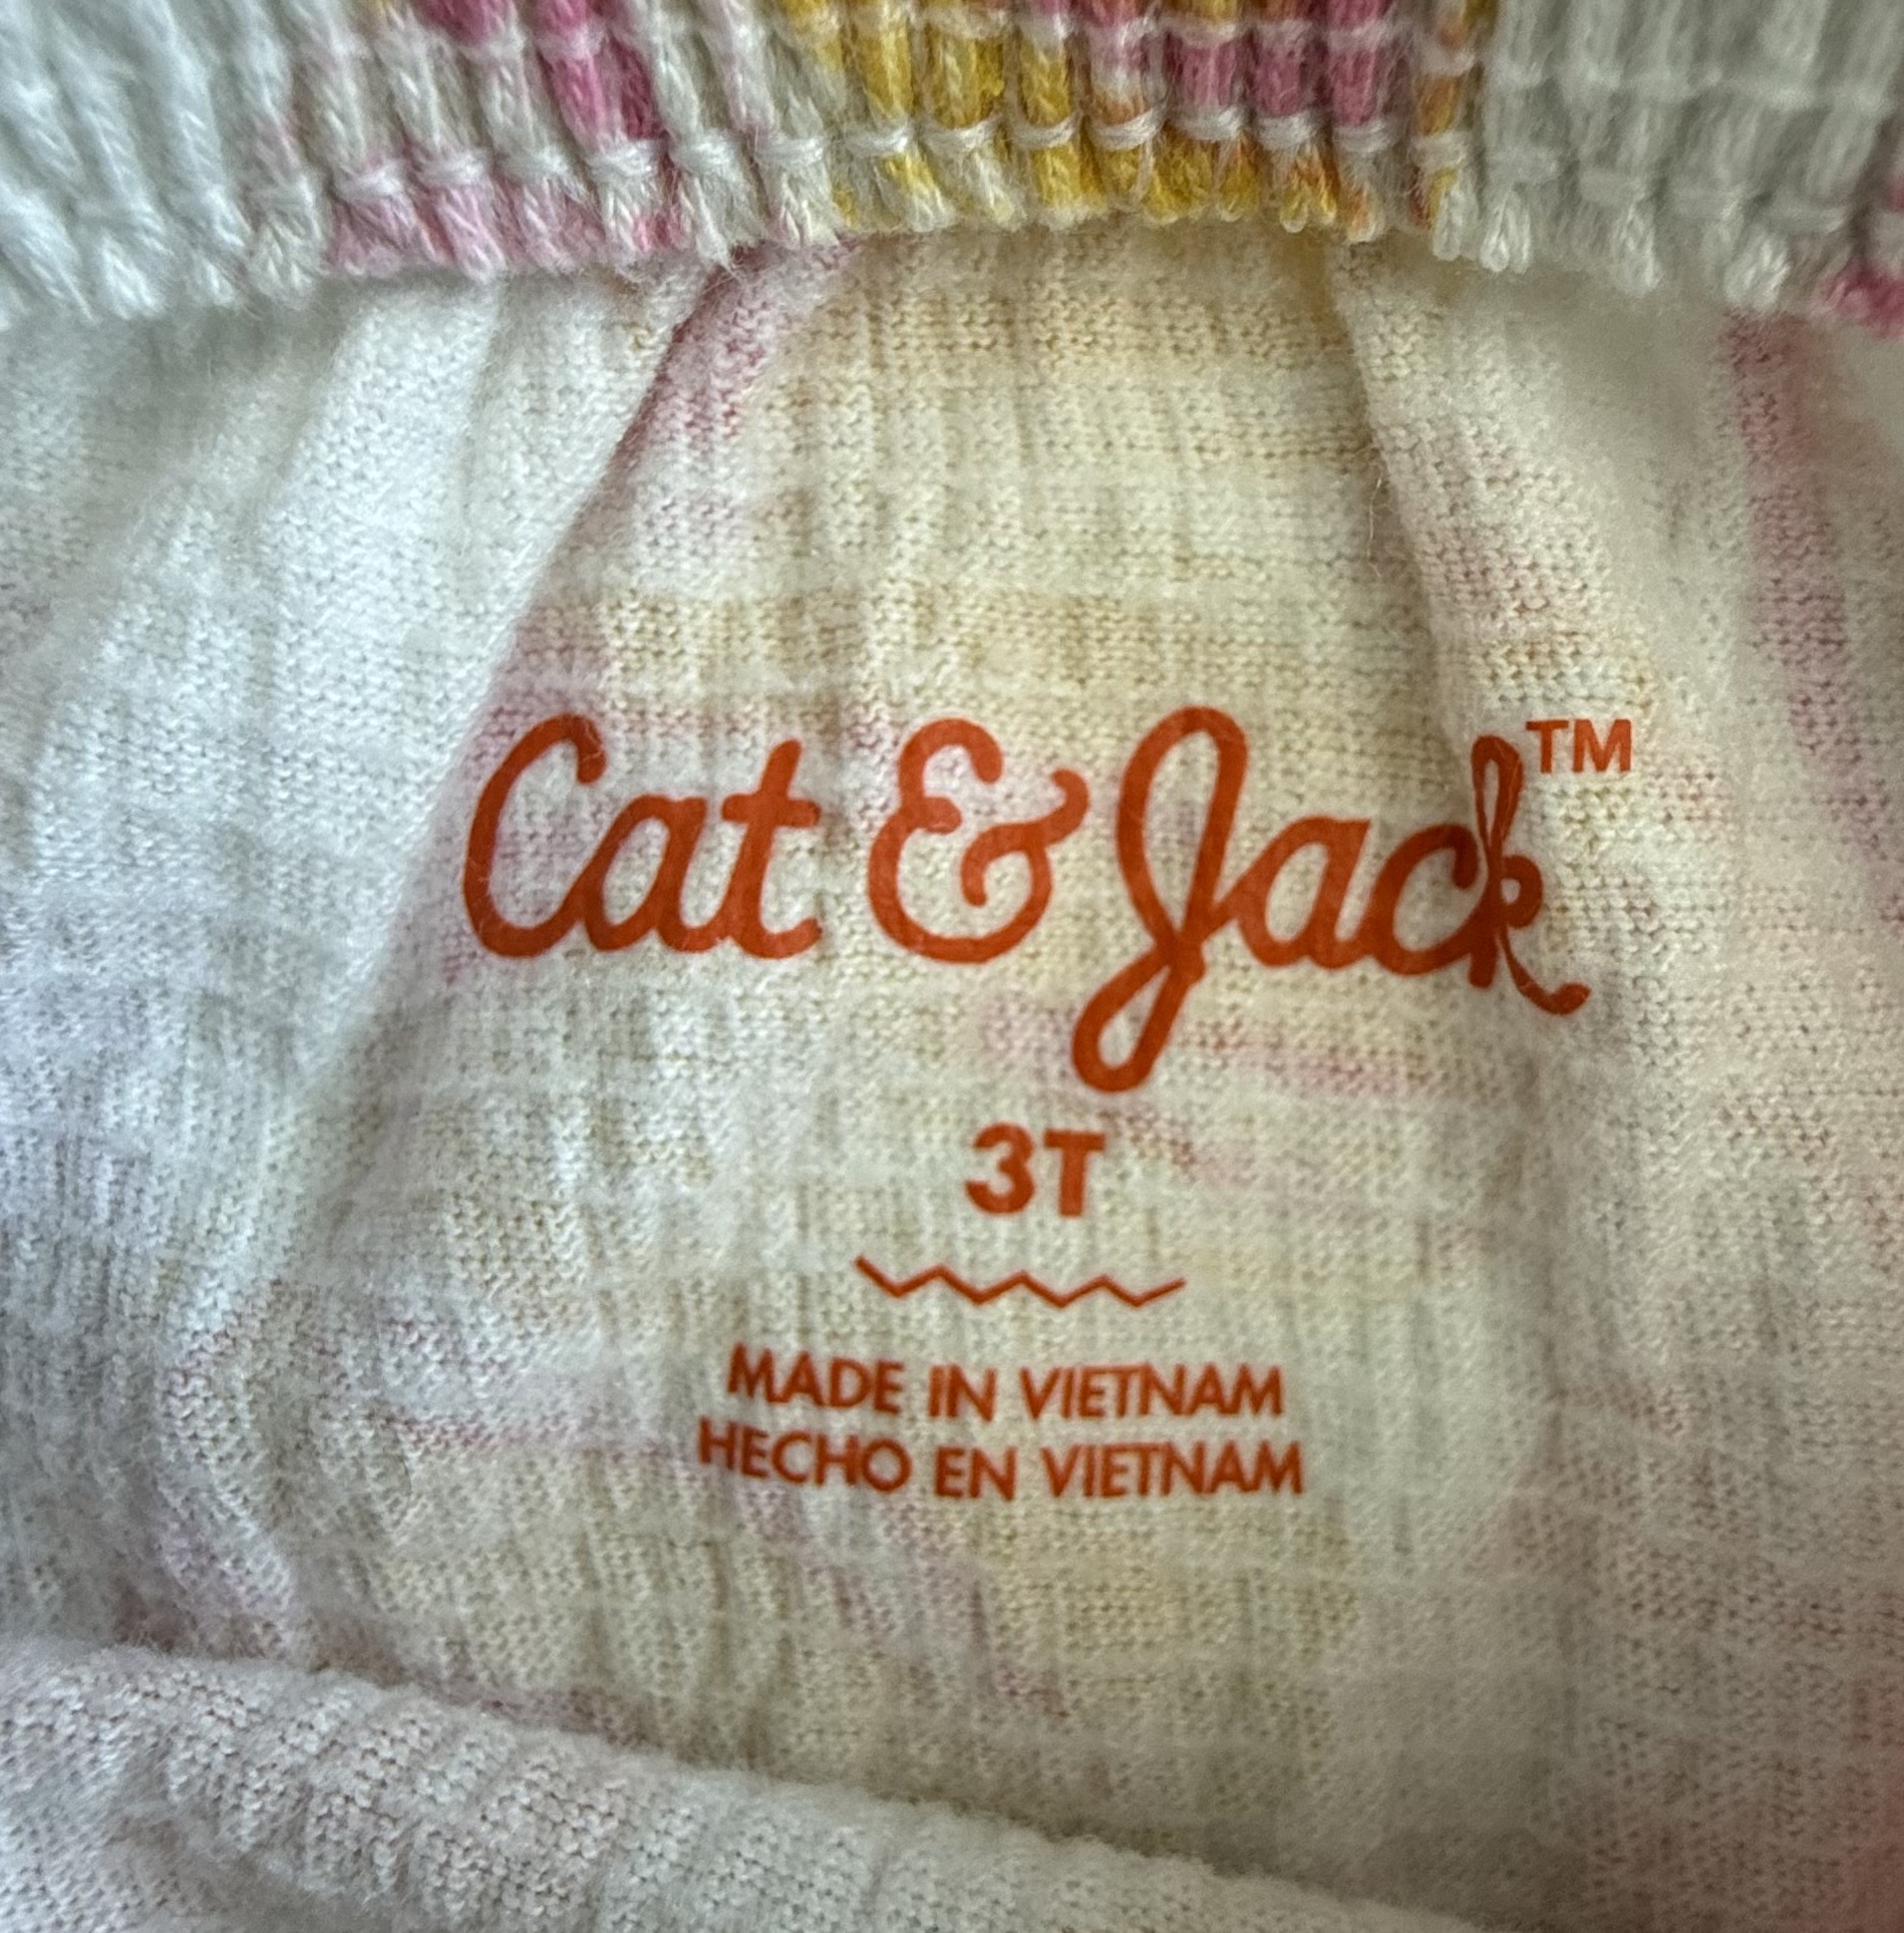 Cat & Jack™
3T
MADE IN VIETNAM
HECHO EN VIETNAM